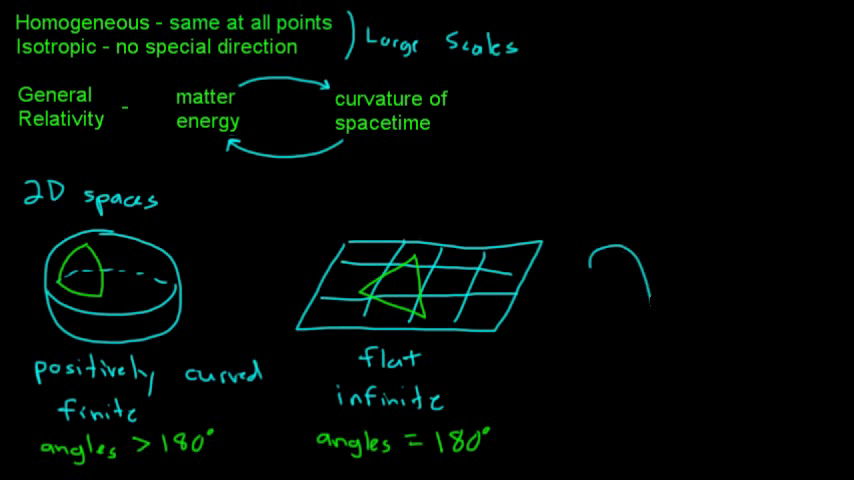 Homogeneous - same at all points
Isotropic - no special direction
Large Scales
General
Relativity
-
matter
energy
curvature of
spacetime
2D spaces
positively curved
finite
angles > 180°
flat
infinite
angles = 180°